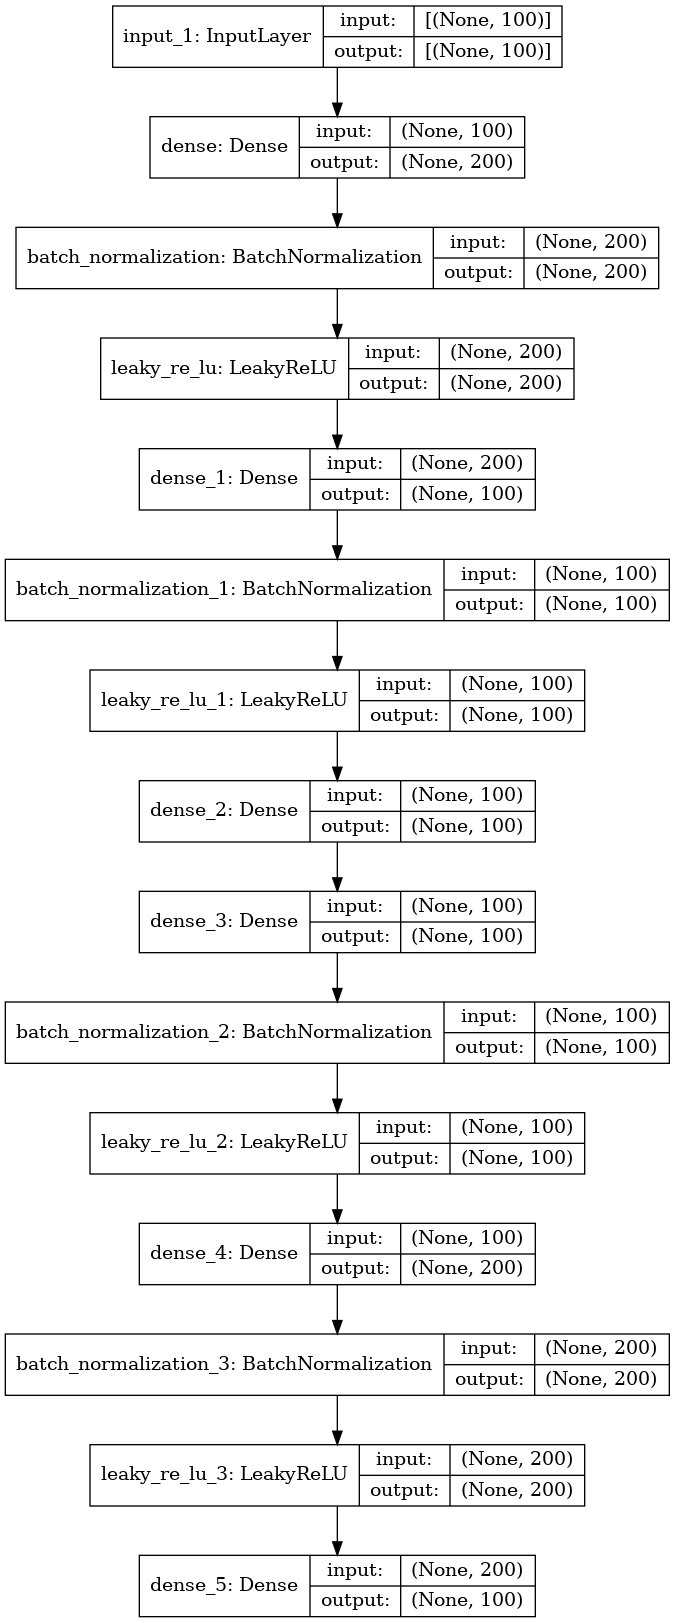 input_1: InputLayer input: [(None, 100)]
output: [(None, 100)]
dense: Dense input: (None, 100)
output: (None, 200)
batch_normalization: BatchNormalization input: (None, 200)
output: (None, 200)
leaky_re_lu: LeakyReLU input: (None, 200)
output: (None, 200)
dense_1: Dense input: (None, 200)
output: (None, 100)
batch_normalization_1: BatchNormalization input: (None, 100)
output: (None, 100)
leaky_re_lu_1: LeakyReLU input: (None, 100)
output: (None, 100)
dense_2: Dense input: (None, 100)
output: (None, 100)
dense_3: Dense input: (None, 100)
output: (None, 100)
batch_normalization_2: BatchNormalization input: (None, 100)
output: (None, 100)
leaky_re_lu_2: LeakyReLU input: (None, 100)
output: (None, 100)
dense_4: Dense input: (None, 100)
output: (None, 200)
batch_normalization_3: BatchNormalization input: (None, 200)
output: (None, 200)
leaky_re_lu_3: LeakyReLU input: (None, 200)
output: (None, 200)
dense_5: Dense input: (None, 200)
output: (None, 100)